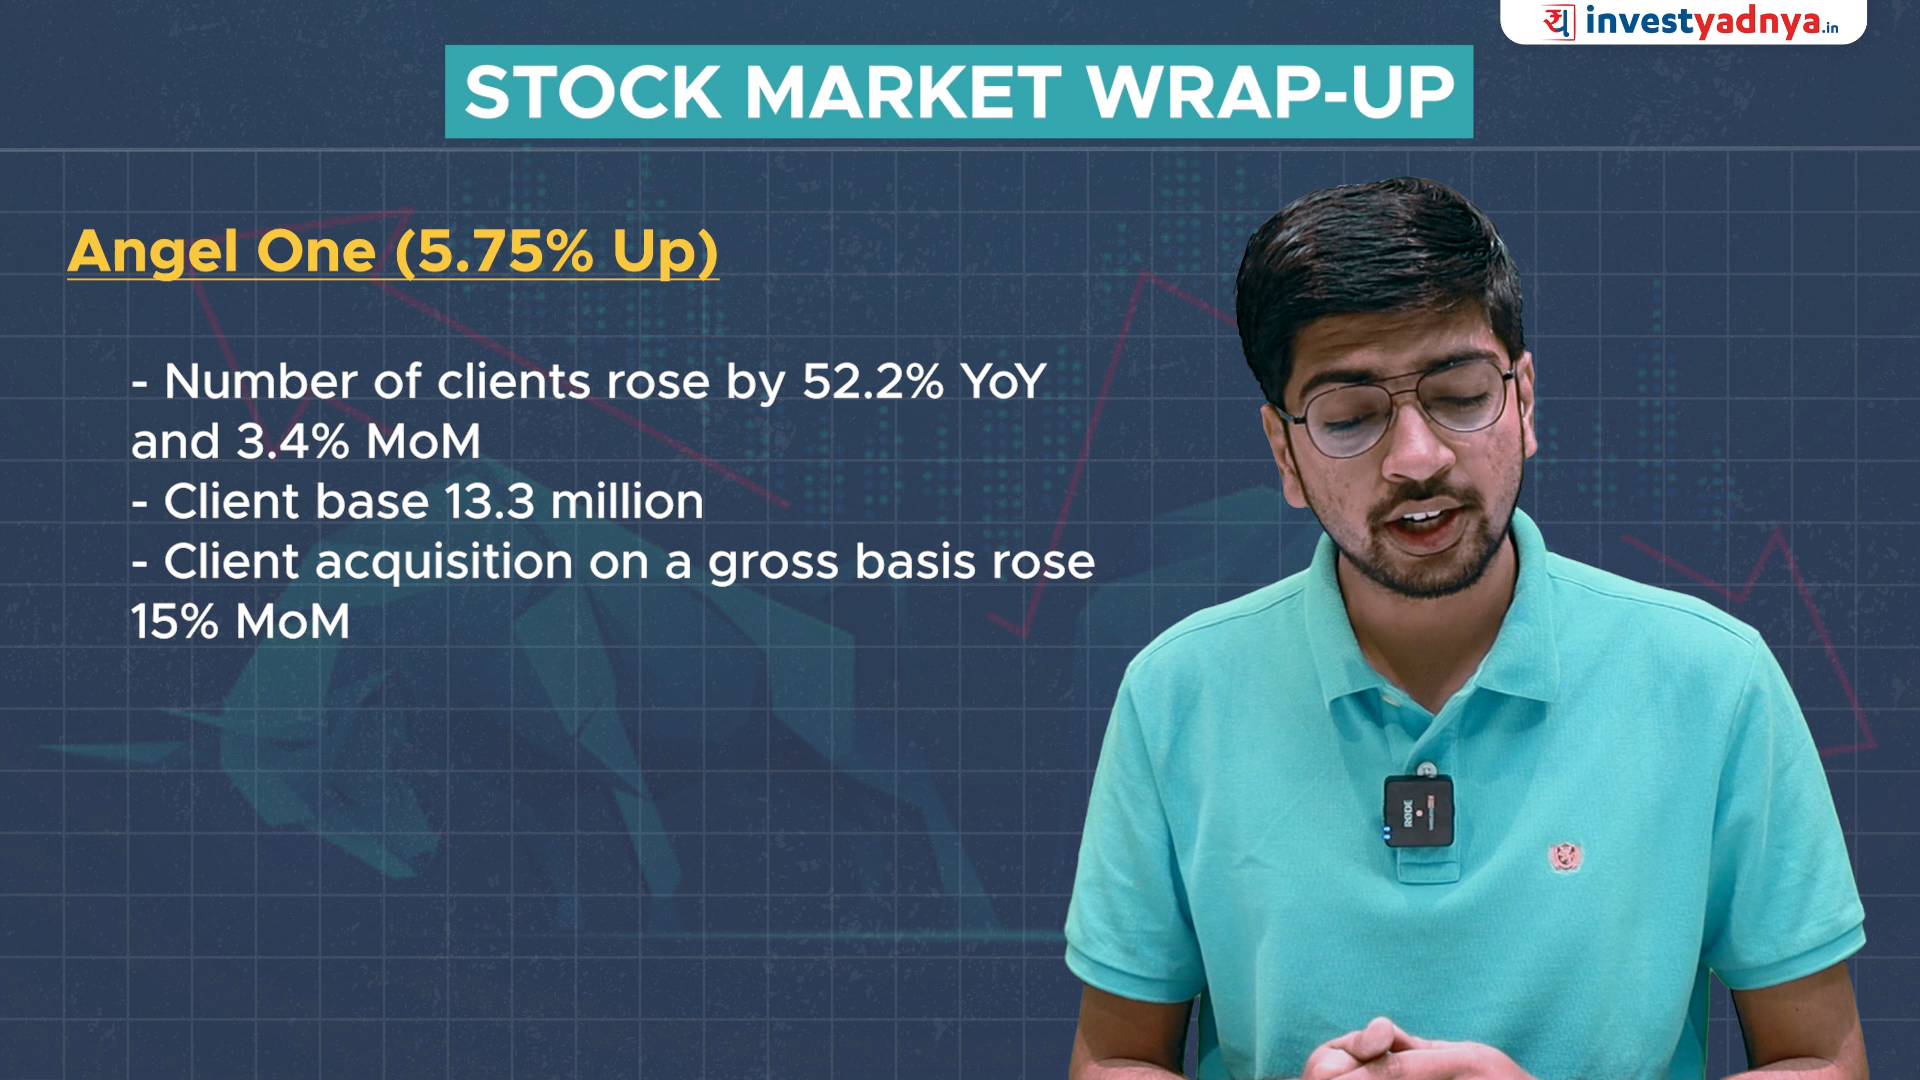 य investyadnya.in
STOCK MARKET WRAP-UP
Angel One (5.75% Up)
- Number of clients rose by 52.2% YoY
and 3.4% MoM
- Client base 13.3 million
- Client acquisition on a gross basis rose
15% MoM
RØDE